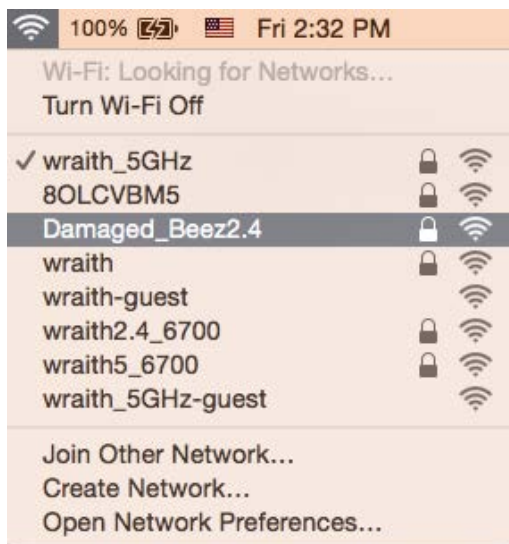 100% Fri 2:32 PM
Wi-Fi: Looking for Networks...
Turn Wi-Fi Off
✓ wraith_5GHz
8OLCVBM5
Damaged_Beez2.4
wraith
wraith-guest
wraith2.4_6700
wraith5_6700
wraith_5GHz-guest
Join Other Network...
Create Network...
Open Network Preferences...